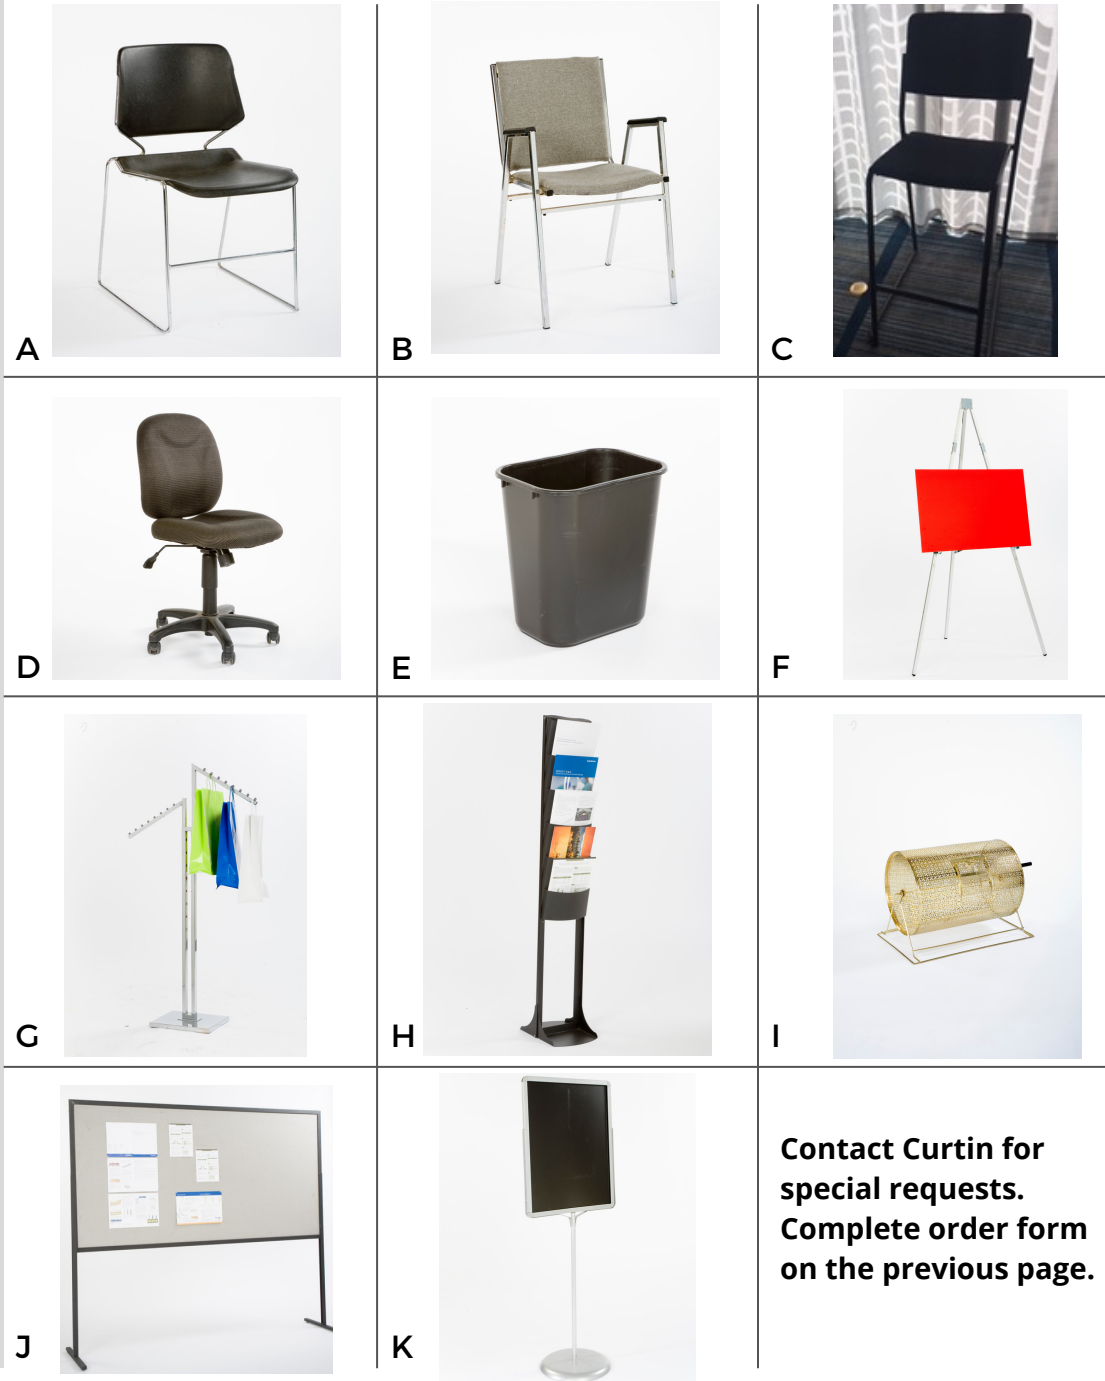 A
B
C
D
E
F
G
H
I
J
K
Contact Curtin for
special requests.
Complete order form
on the previous page.